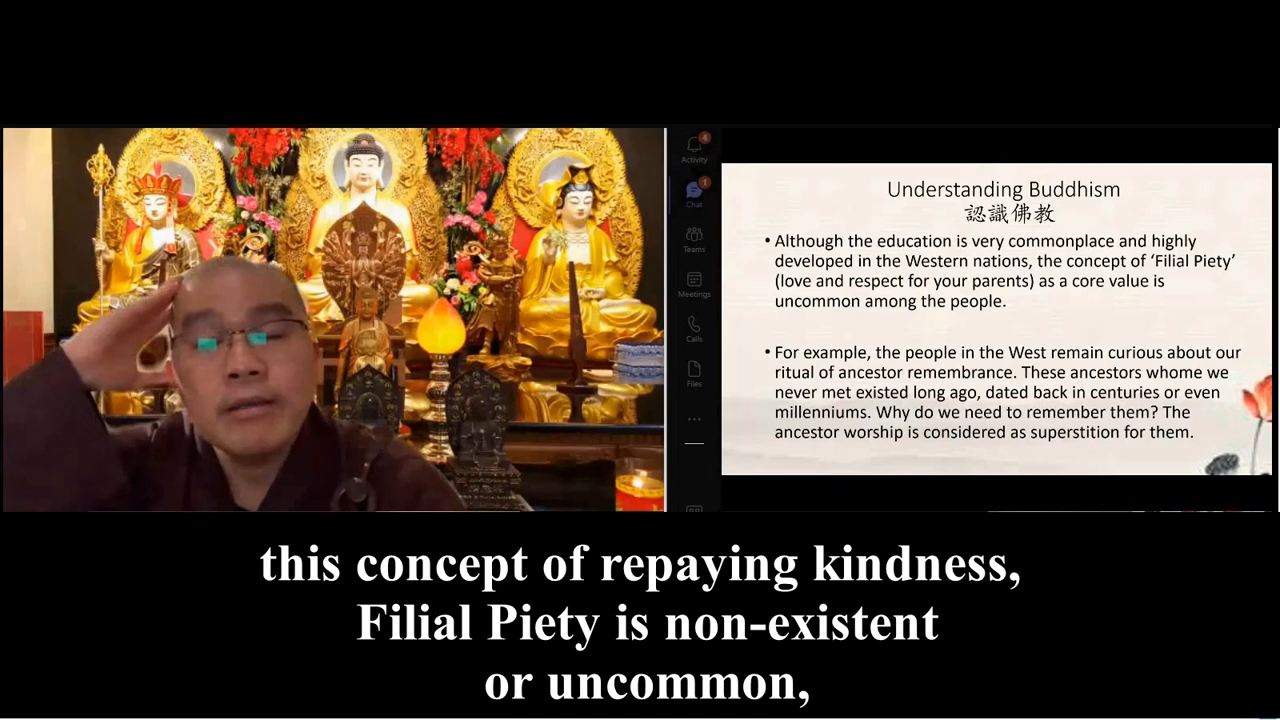 Activity
Chat
Teams
Meetings
Calls
Files
4
1
Understanding Buddhism
認識佛教
• Although the education is very commonplace and highly
developed in the Western nations, the concept of ‘Filial Piety’
(love and respect for your parents) as a core value is
uncommon among the people.
• For example, the people in the West remain curious about our
ritual of ancestor remembrance. These ancestors whome we
never met existed long ago, dated back in centuries or even
millenniums. Why do we need to remember them? The
ancestor worship is considered as superstition for them.
this concept of repaying kindness,
Filial Piety is non-existent
or uncommon,